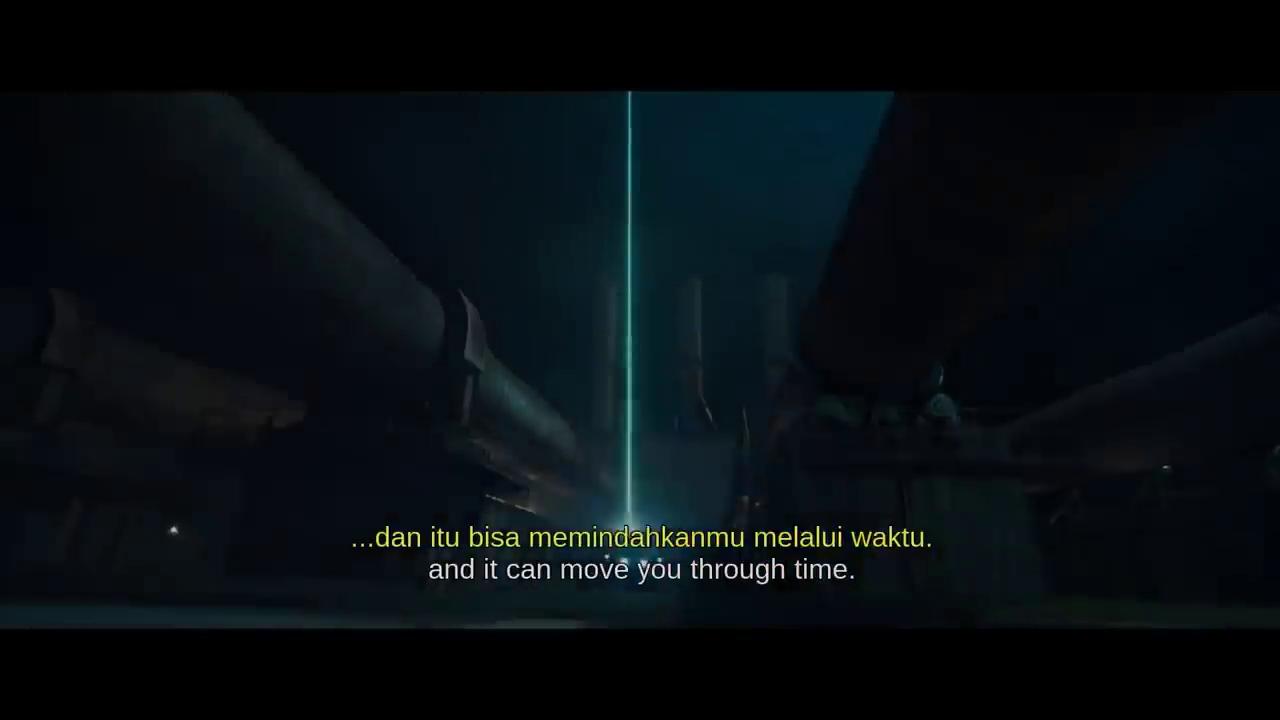 ...dan itu bisa memindahkanmu melalui waktu.
and it can move you through time.